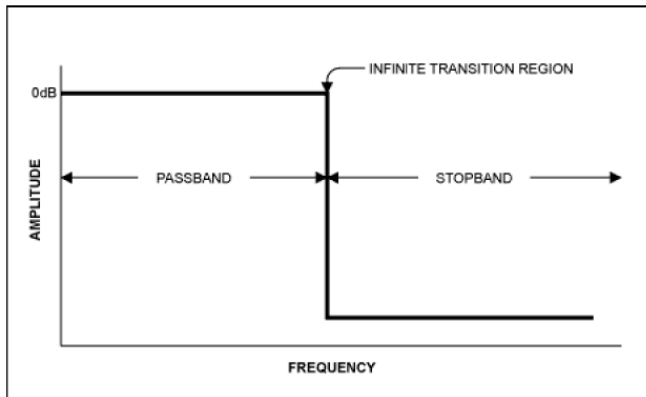 INFINITE TRANSITION REGION
0dB
PASSBAND
STOPBAND
AMPLITUDE
FREQUENCY